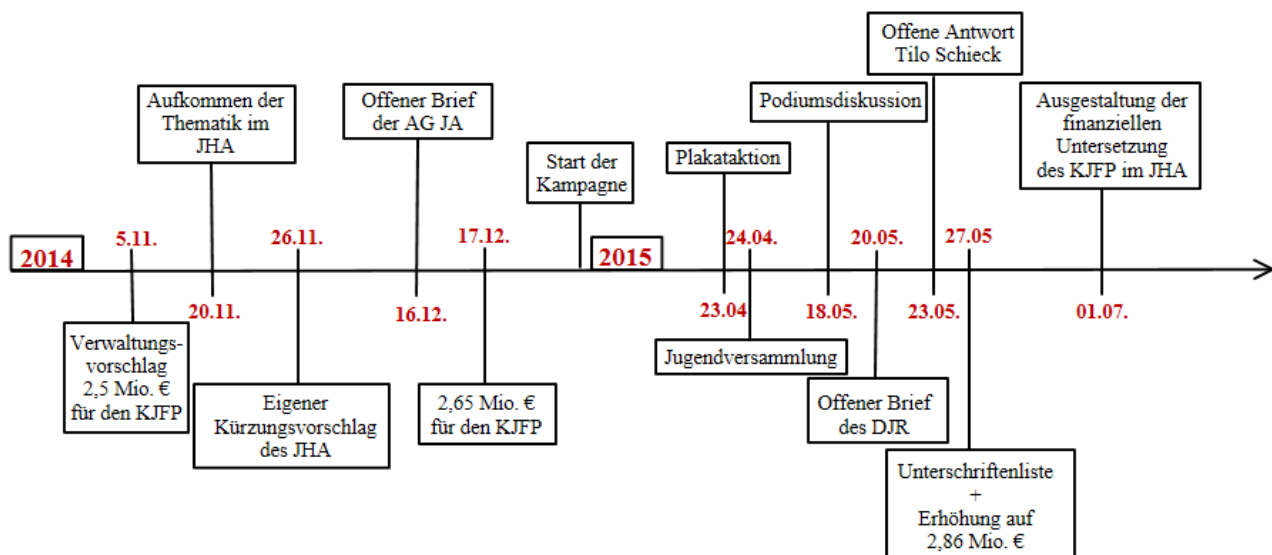 Offene Antwort
Tilo Schieck
Aufkommen der
Thematik im
JHA
Offener Brief
der AG JA
Podiumsdiskussion
Ausgestaltung der
finanziellen
Untersetzung
des KJFP im JHA
Start der
Kampagne
Plakataktion
2014
5.11.
26.11.
17.12.
2015
24.04.
20.05.
27.05
20.11.
16.12.
23.04
18.05.
23.05.
01.07.
Verwaltungs-
vorschlag
2,5 Mio. €
für den KJFP
Eigener
Kürzungsvorschlag
des JHA
2,65 Mio. €
für den KJFP
Jugendversammlung
Offener Brief
des DJR
Unterschriftenliste
+
Erhöhung auf
2,86 Mio. €